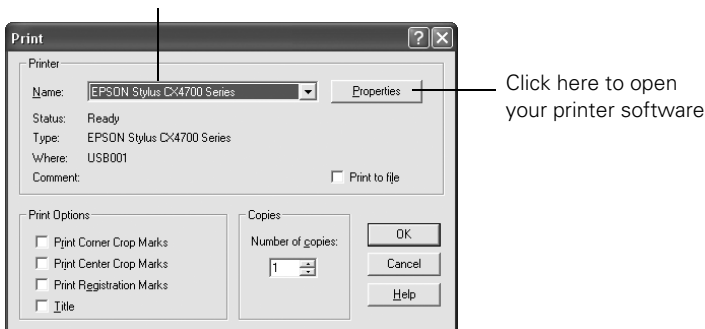 Print
Printer
Name: EPSON Stylus CX4700 Series Properties
Click here to open
your printer software
Status: Ready
Type: EPSON Stylus CX4700 Series
Where: USB001
Comment: Print to file
Print Options
Print Corner Crop Marks
Print Center Crop Marks
Print Registration Marks
Title
Copies
Number of copies:
1
OK
Cancel
Help